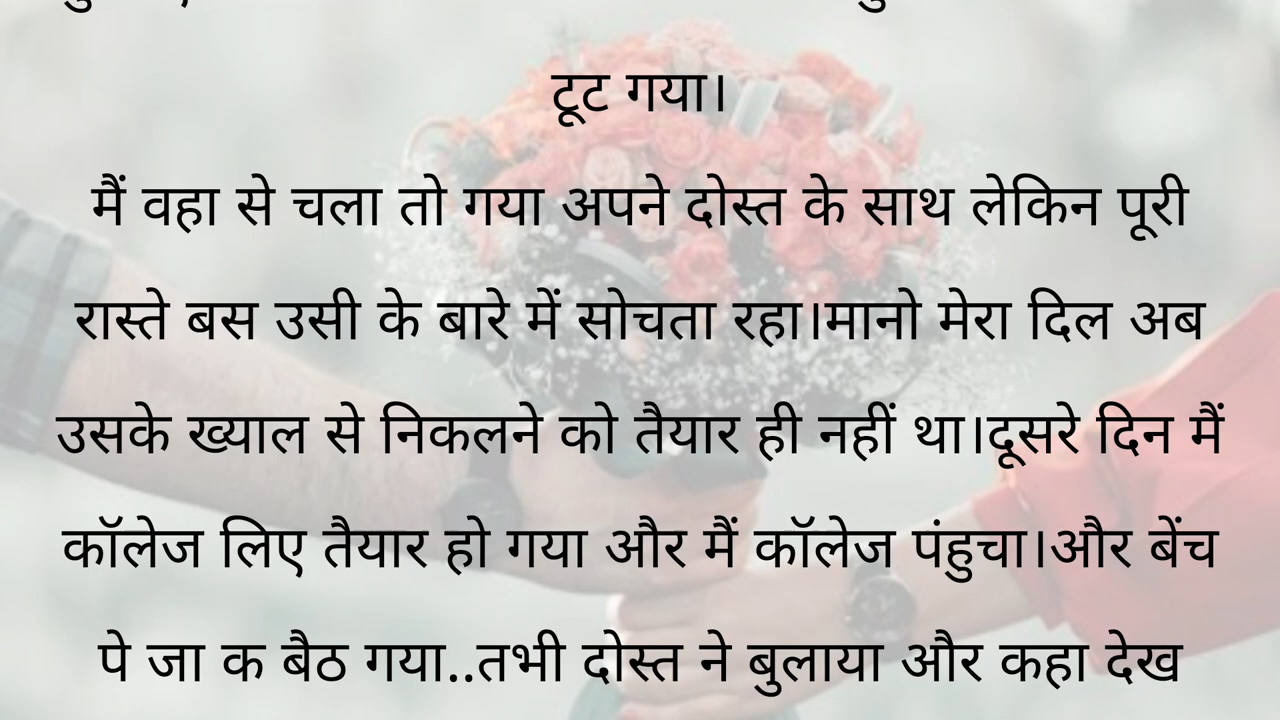 टूट गया।
मैं वहा से चला तो गया अपने दोस्त के साथ लेकिन पूरी
रास्ते बस उसी के बारे में सोचता रहा।मानो मेरा दिल अब
उसके ख्याल से निकलने को तैयार ही नहीं था।दूसरे दिन मैं
कॉलेज लिए तैयार हो गया और मैं कॉलेज पंहुचा।और बेंच
पे जा क बैठ गया..तभी दोस्त ने बुलाया और कहा देख